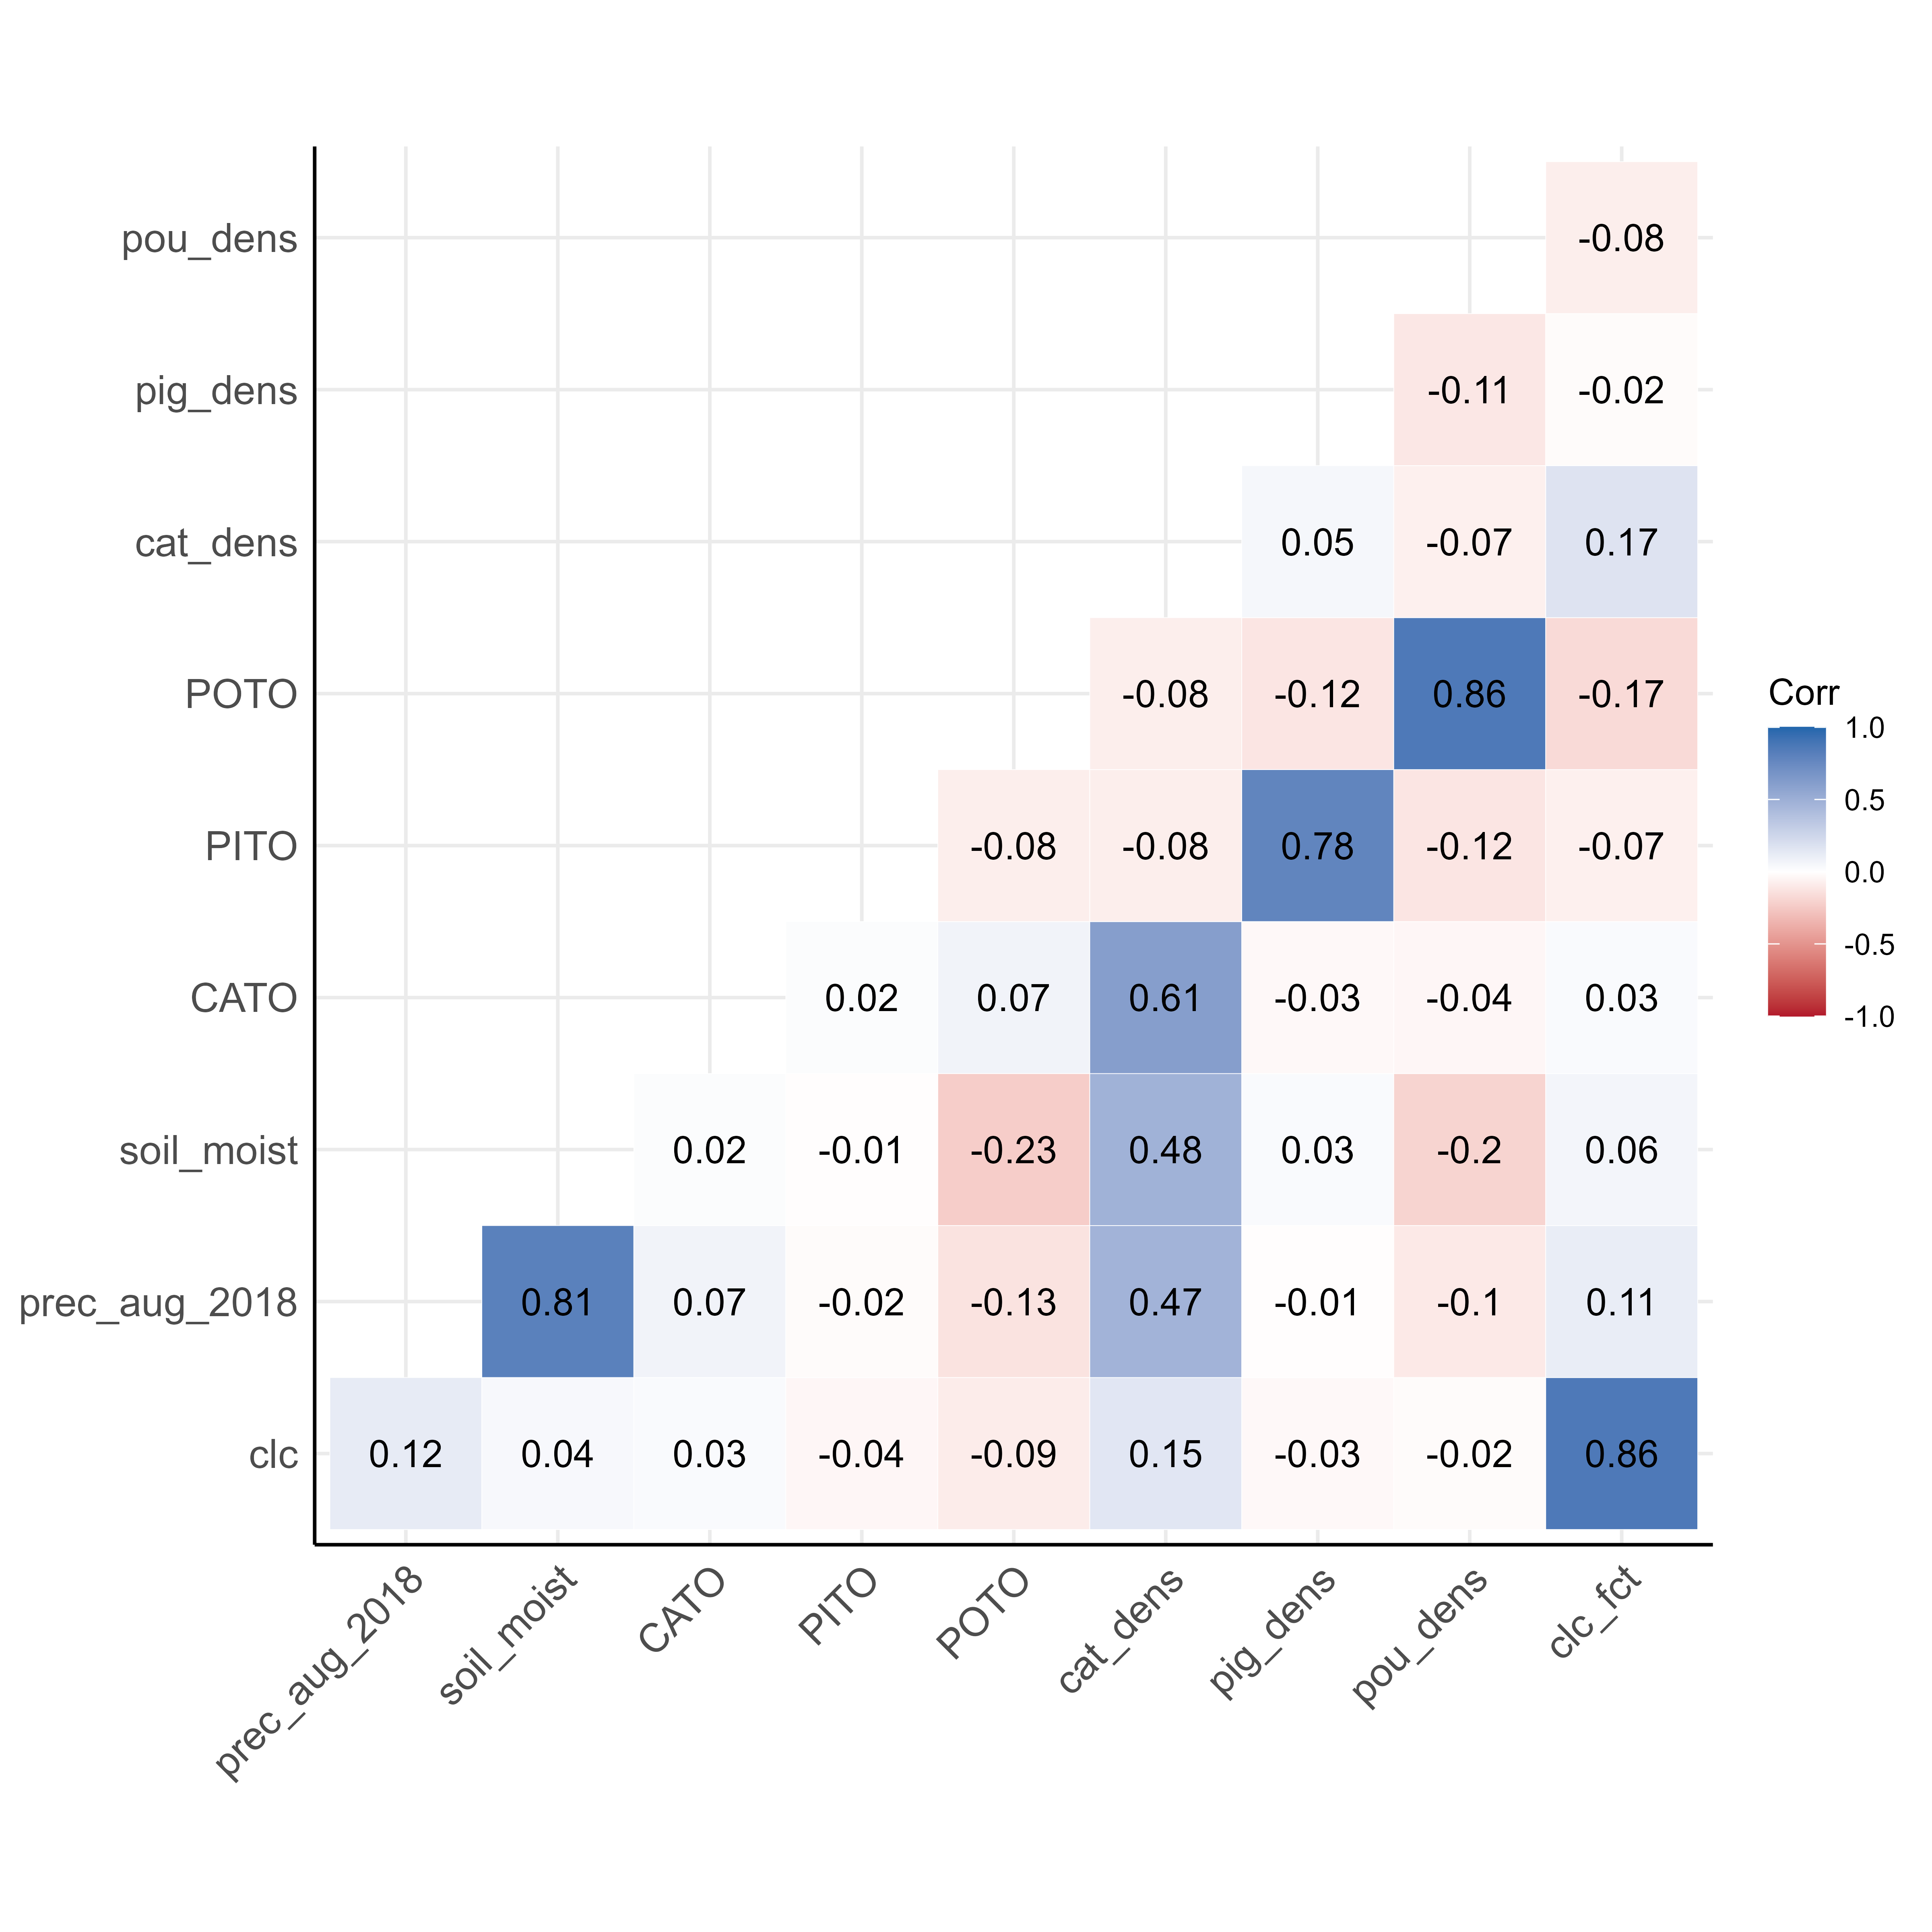 pou_dens -0.08
pig_dens -0.11 -0.02
cat_dens 0.05 -0.07 0.17
POTO -0.08 -0.12 0.86 -0.17
PITO -0.08 -0.08 0.78 -0.12 -0.07
CATO 0.02 0.07 0.61 -0.03 -0.04 0.03
soil_moist 0.02 -0.01 -0.23 0.48 0.03 -0.2 0.06
prec_aug_2018 0.81 0.07 -0.02 -0.13 0.47 -0.01 -0.1 0.11
clc 0.12 0.04 0.03 -0.04 -0.09 0.15 -0.03 -0.02 0.86
prec_aug_2018 soil_moist CATO PITO POTO cat_dens pig_dens pou_dens clc_fct
Corr
1.0
0.5
0.0
-0.5
-1.0